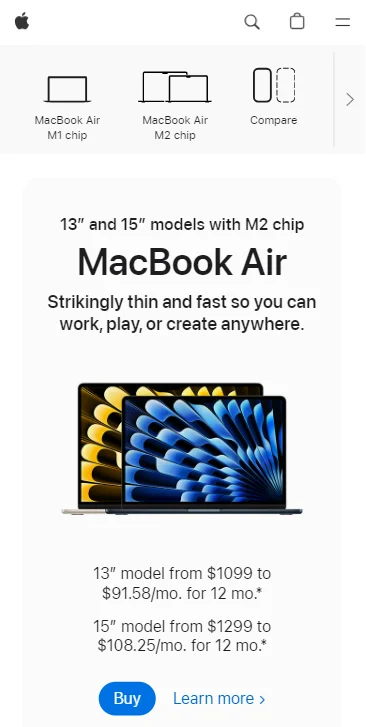 MacBook Air
M1 chip
MacBook Air
M2 chip
Compare
13″ and 15″ models with M2 chip
MacBook Air
Strikingly thin and fast so you can
work, play, or create anywhere.
13″ model from $1099 to
$91.58/mo. for 12 mo.*
15″ model from $1299 to
$108.25/mo. for 12 mo.*
Buy
Learn more >